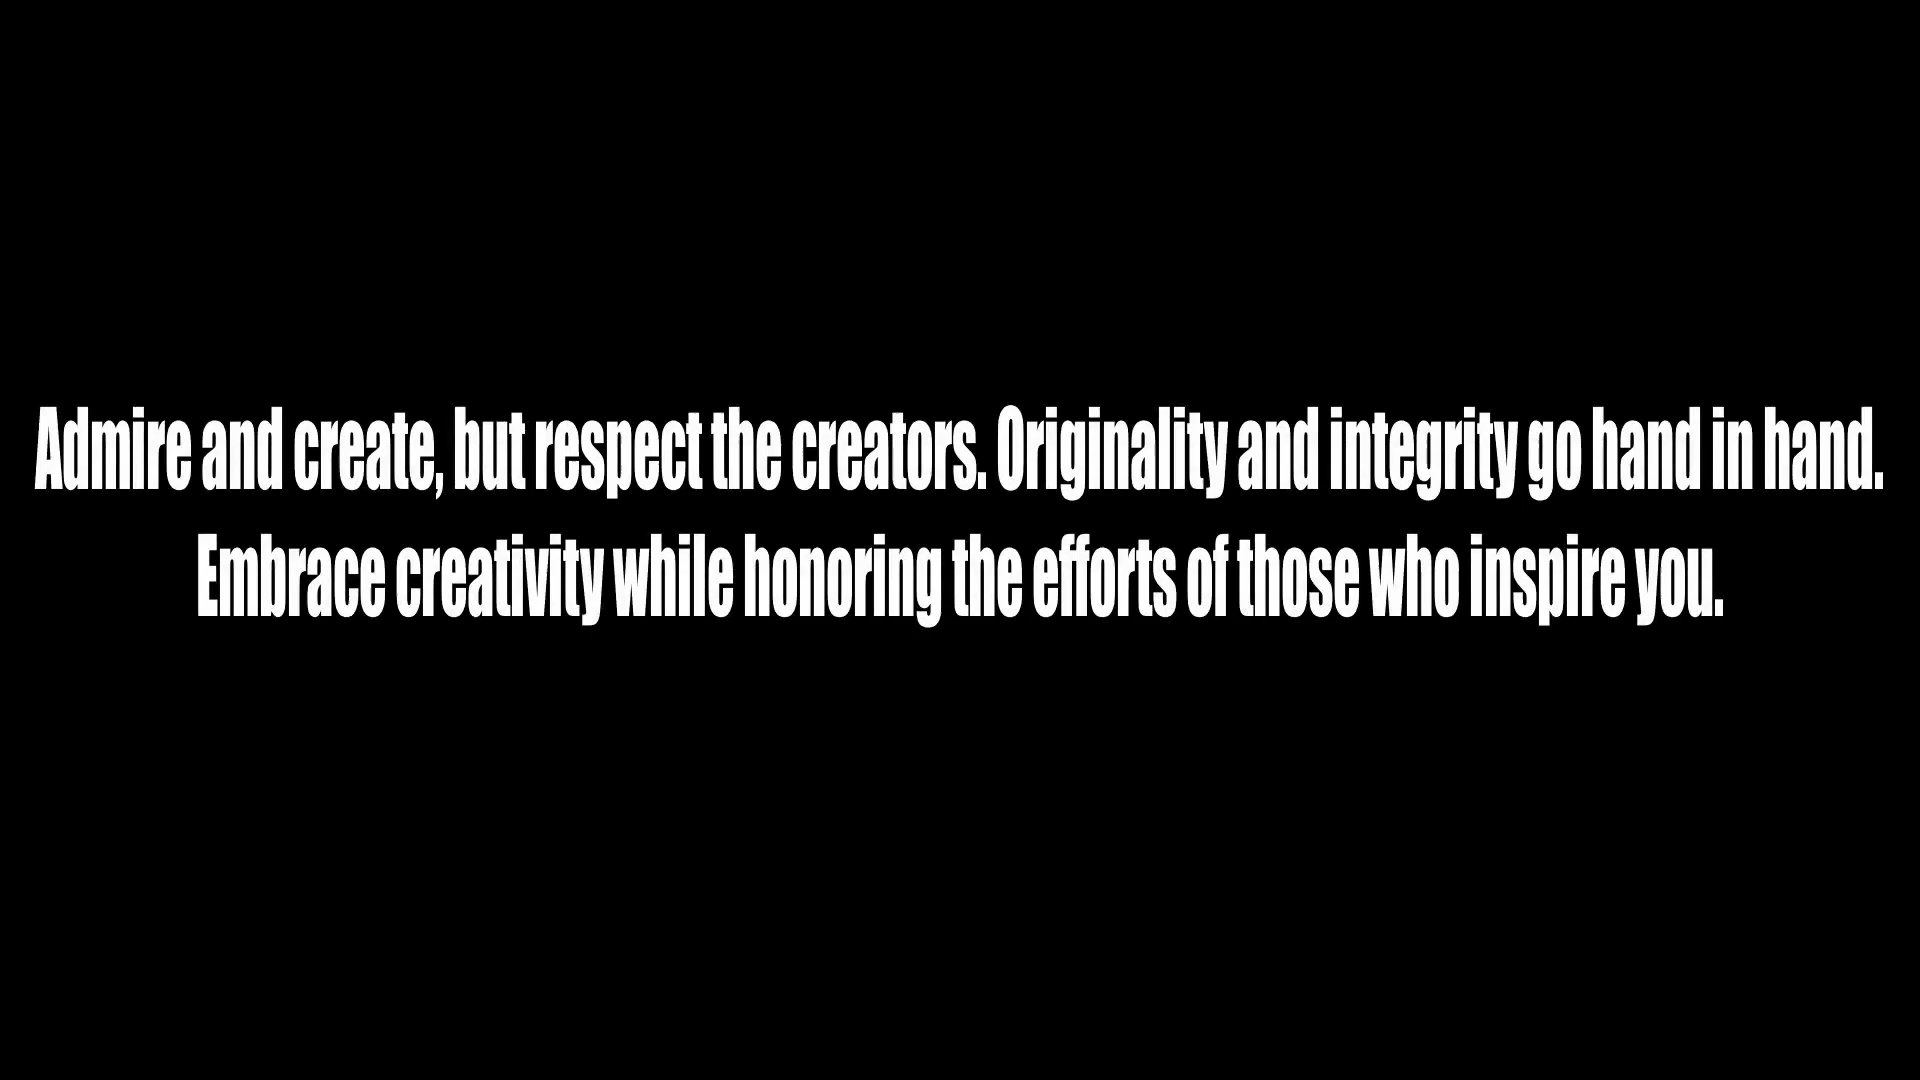 Admire and create, but respect the creators. Originality and integrity go hand in hand.
Embrace creativity while honoring the efforts of those who inspire you.